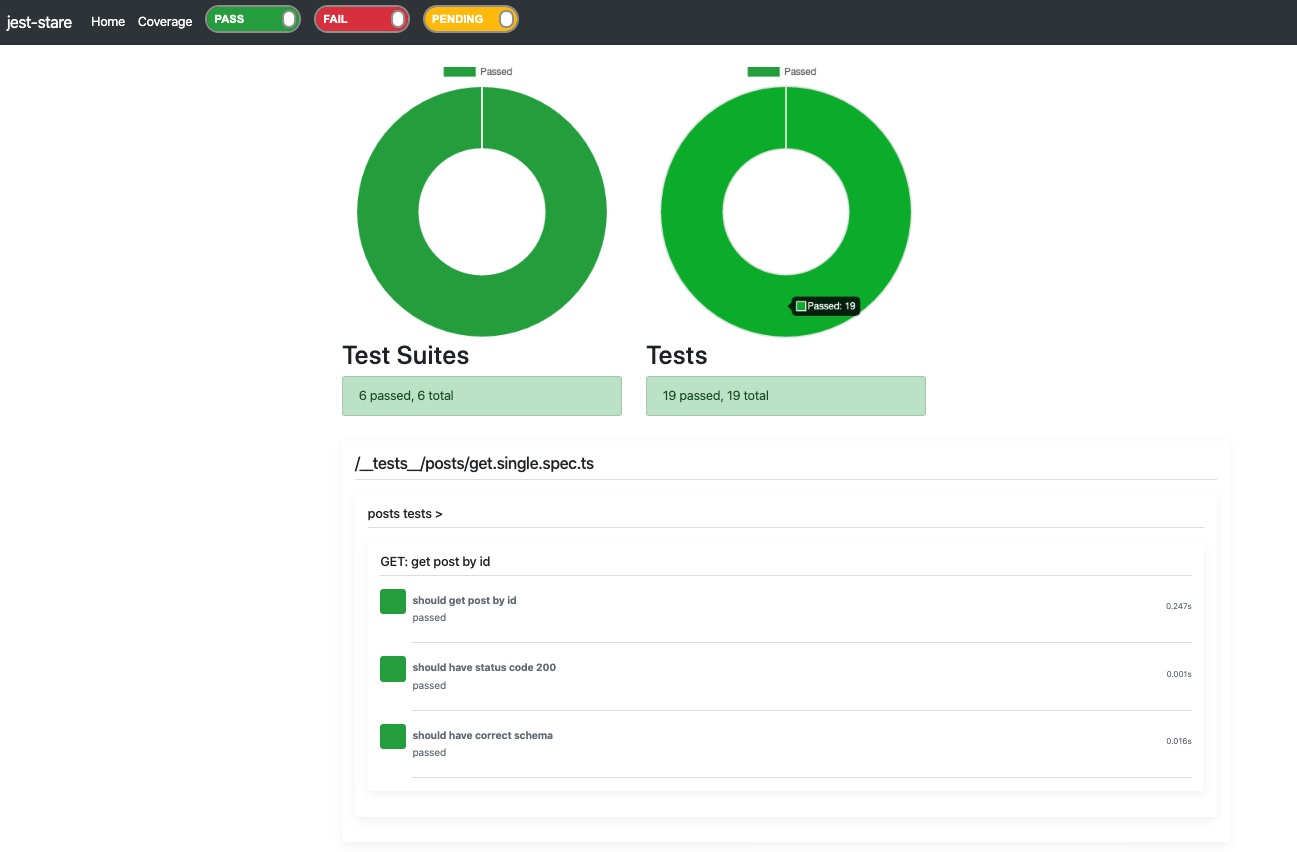 jest-stare Home Coverage PASS FAIL PENDING
Passed Passed
Passed: 19
Test Suites Tests
6 passed, 6 total 19 passed, 19 total
/__tests__/posts/get.single.spec.ts
posts tests >
GET: get post by id
should get post by id 0.247s
passed
should have status code 200 0.001s
passed
should have correct schema 0.016s
passed